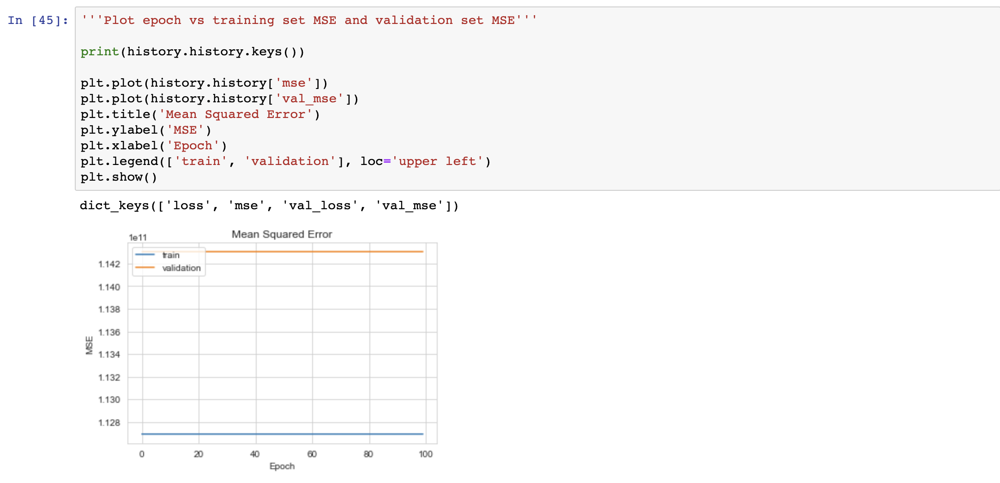 In [45]: '''Plot epoch vs training set MSE and validation set MSE'''
print(history.history.keys())
plt.plot(history.history['mse'])
plt.plot(history.history['val_mse'])
plt.title('Mean Squared Error')
plt.ylabel('MSE')
plt.xlabel('Epoch')
plt.legend(['train', 'validation'], loc='upper left')
plt.show()
dict_keys(['loss', 'mse', 'val_loss', 'val_mse'])
Mean Squared Error
1e11
train
validation
1.142
1.140
1.138
1.136
1.134
1.132
1.130
1.128
MSE
0 20 40 60 80 100
Epoch